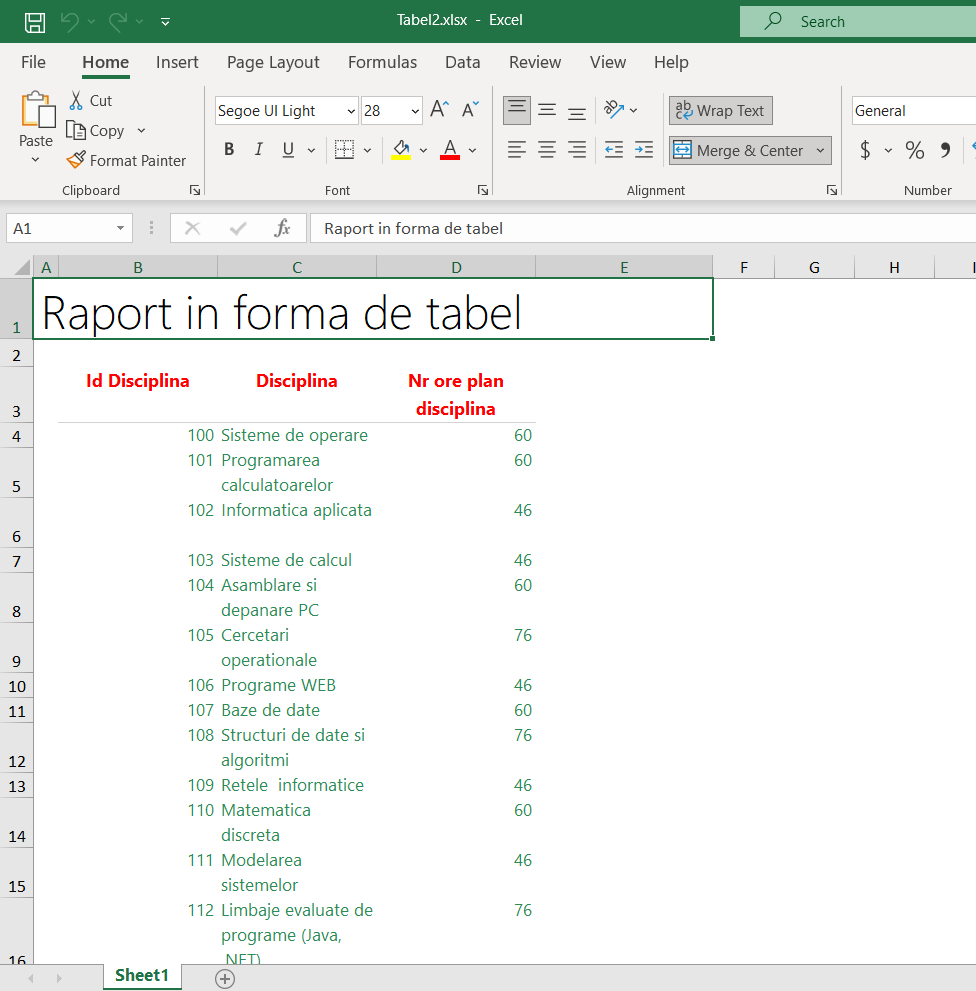 Tabel2.xlsx - Excel
Search
File Home Insert Page Layout Formulas Data Review View Help
Paste
Cut
Copy
Format Painter
Clipboard
Segoe UI Light 28 A A
B I U A
Font
ab Wrap Text
Merge & Center
Alignment
General
$ % 9
Number
A1 fx Raport in forma de tabel
A B C D E F G H I
1 Raport in forma de tabel
2
3 Id Disciplina Disciplina Nr ore plan
disciplina
4 100 Sisteme de operare 60
5 101 Programarea 60
calculatoarelor
6 102 Informatica aplicata 46
7 103 Sisteme de calcul 46
8 104 Asamblare si 60
depanare PC
9 105 Cercetari 76
operationale
10 106 Programe WEB 46
11 107 Baze de date 60
12 108 Structuri de date si 76
algoritmi
13 109 Retele  informatice 46
14 110 Matematica 60
discreta
15 111 Modelarea 46
sistemelor
16 112 Limbaje evaluate de 76
programe (Java,
.NET)
Sheet1